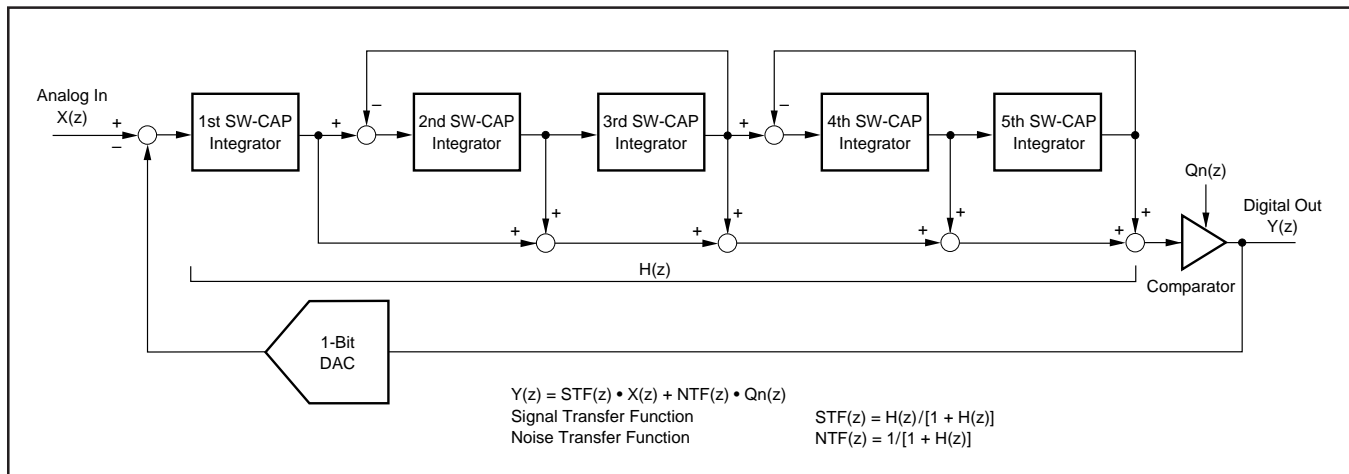 Analog In
X(z)
+
−
1st SW-CAP
Integrator
+
−
2nd SW-CAP
Integrator
3rd SW-CAP
Integrator
+
−
4th SW-CAP
Integrator
5th SW-CAP
Integrator
Qn(z)
Digital Out
Y(z)
+
+
+
+
+
+
+
+
H(z)
Comparator
1-Bit
DAC
Y(z) = STF(z) • X(z) + NTF(z) • Qn(z)
Signal Transfer Function STF(z) = H(z)/[1 + H(z)]
Noise Transfer Function NTF(z) = 1/[1 + H(z)]